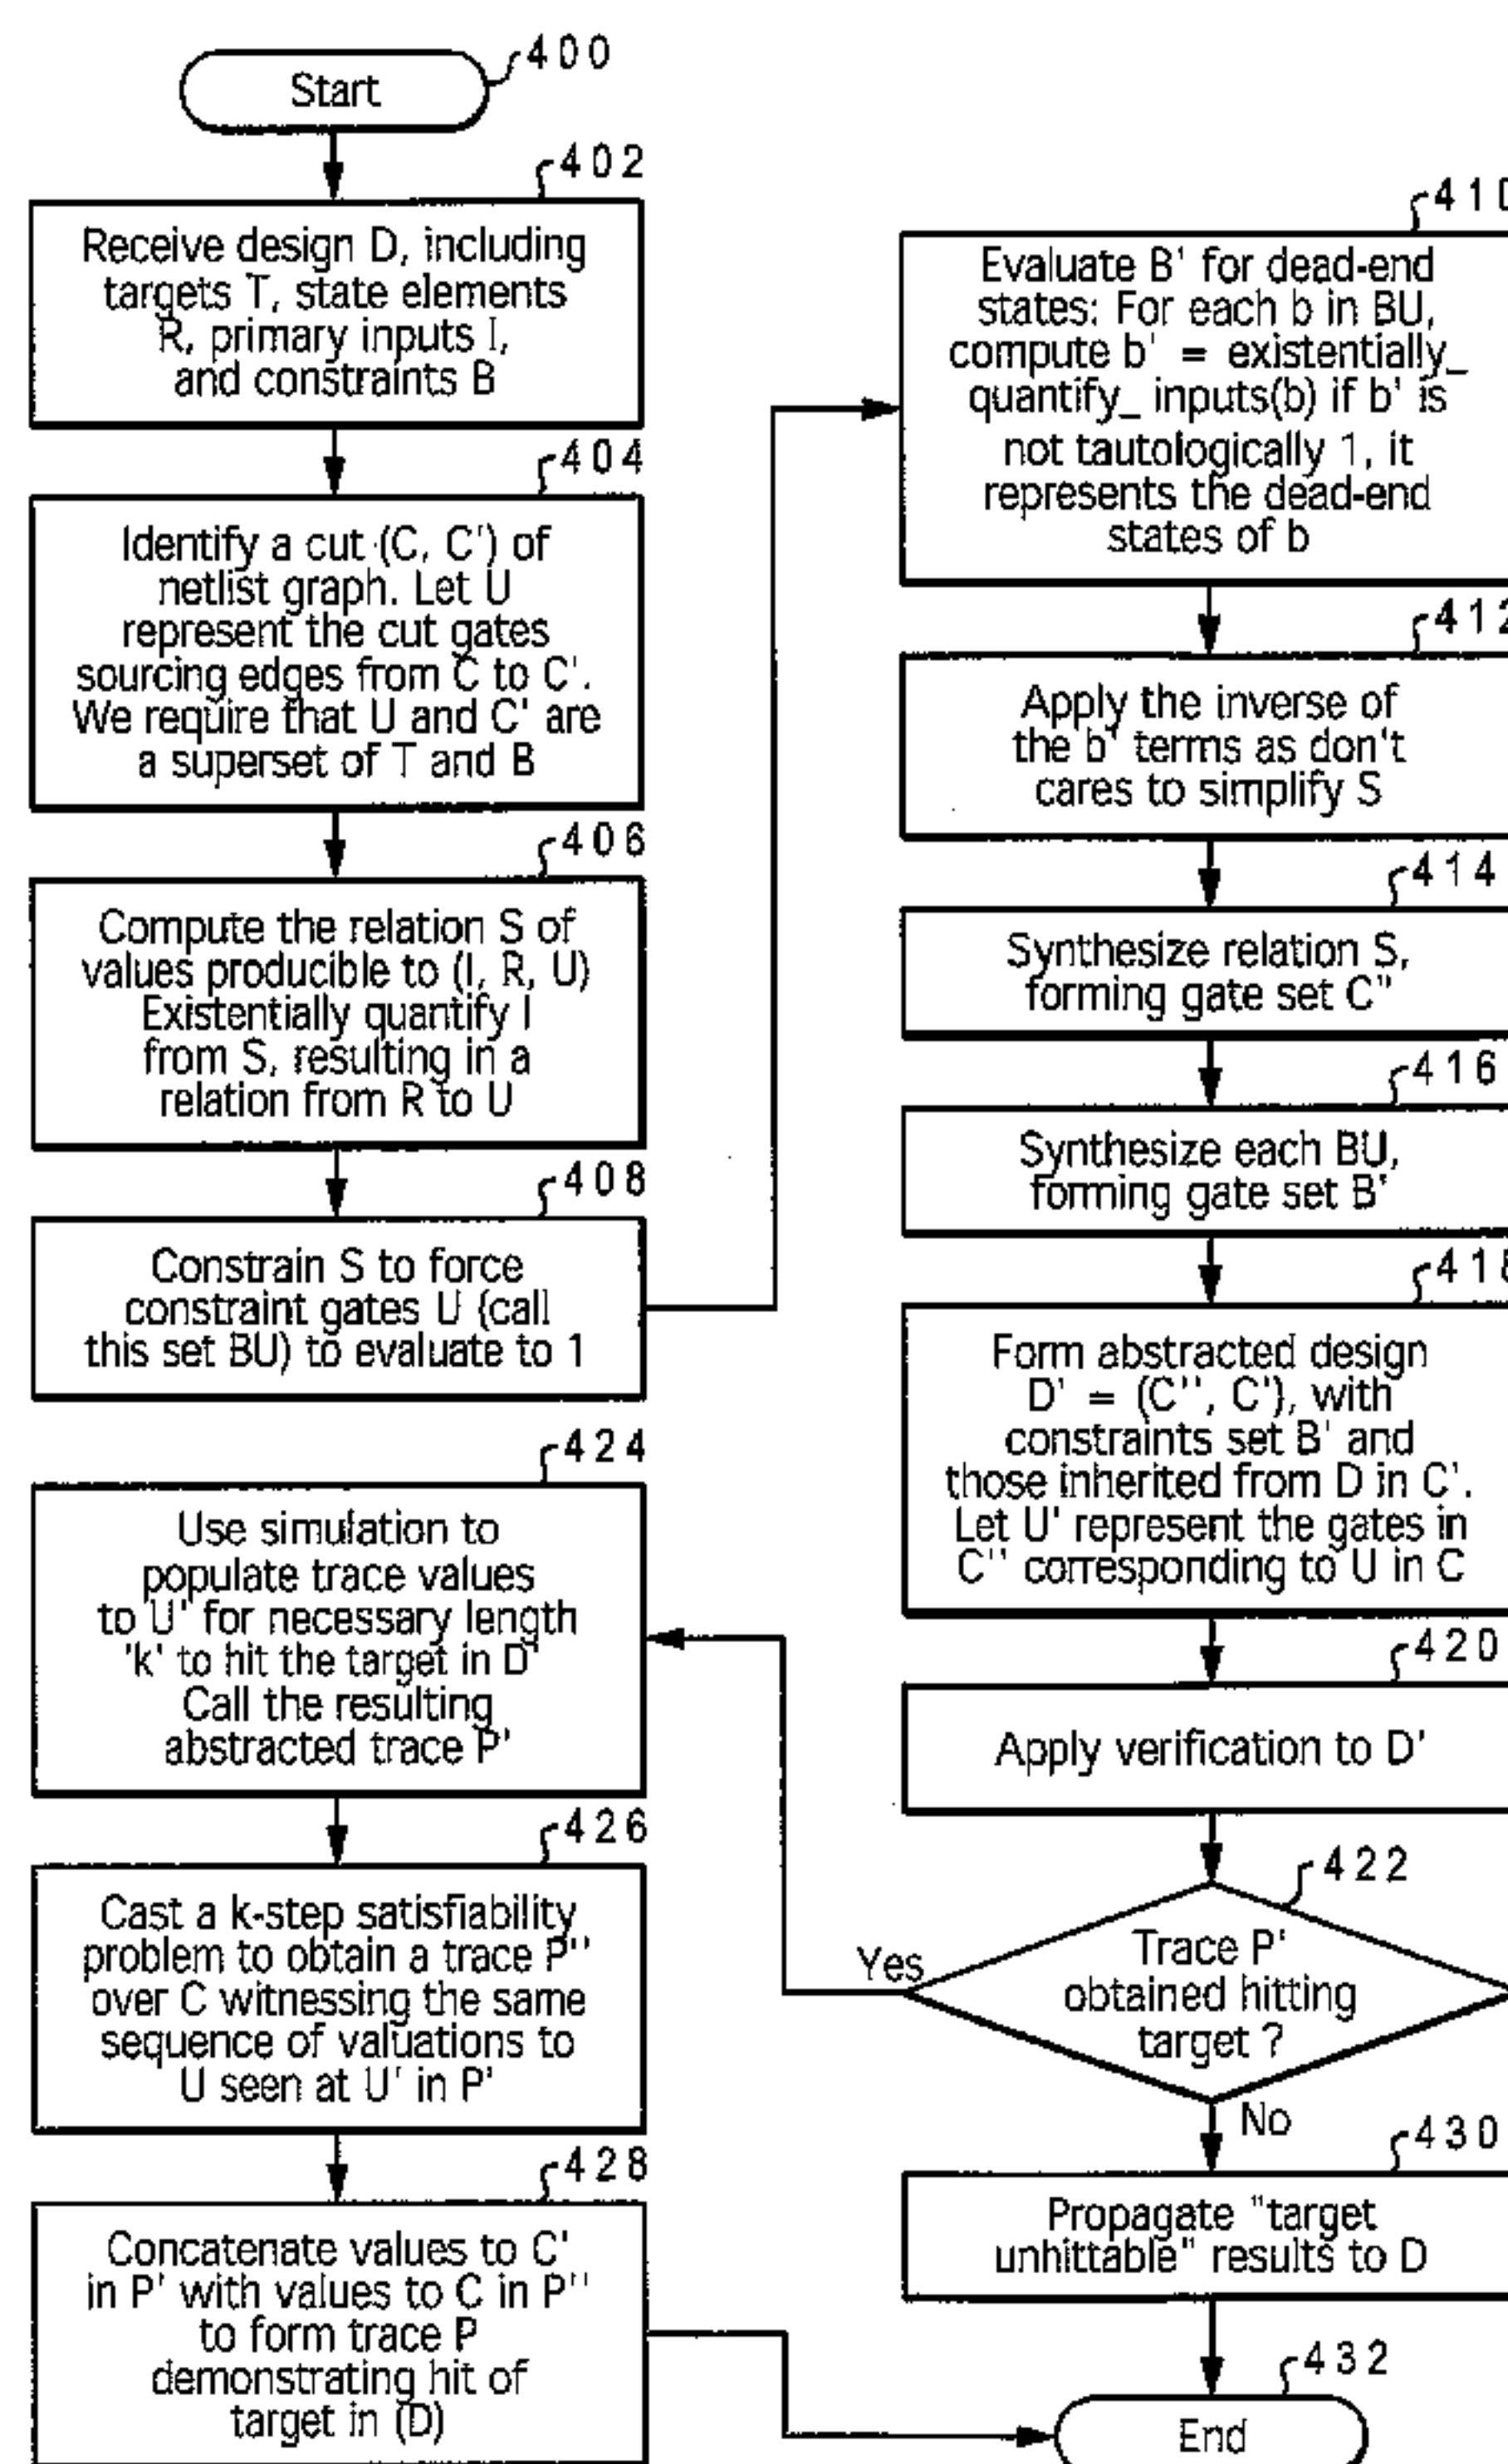 400
Start
402
Receive design D, including
targets T, state elements
R, primary inputs I,
and constraints B
404
Identify a cut (C, C') of
netlist graph. Let U
represent the cut gates
sourcing edges from C to C'.
We require that U and C' are
a superset of T and B
406
Compute the relation S of
values producible to (I, R, U)
Existentially quantify I
from S, resulting in a
relation from R to U
408
Constrain S to force
constraint gates U (call
this set BU) to evaluate to 1
410
Evaluate B' for dead-end
states: For each b in BU,
compute b' = existentially_
quantify_ inputs(b) if b' is
not tautologically 1, it
represents the dead-end
states of b
412
Apply the inverse of
the b' terms as don't
cares to simplify S
414
Synthesize relation S,
forming gate set C''
416
Synthesize each BU,
forming gate set B'
418
Form abstracted design
D' = (C'', C'), with
constraints set B' and
those inherited from D in C'.
Let U' represent the gates in
C'' corresponding to U in C
420
Apply verification to D'
422
Trace P'
obtained hitting
target ?
Yes
No
424
Use simulation to
populate trace values
to U' for necessary length
'k' to hit the target in D'
Call the resulting
abstracted trace P'
426
Cast a k-step satisfiability
problem to obtain a trace P''
over C witnessing the same
sequence of valuations to
U seen at U' in P'
428
Concatenate values to C'
in P' with values to C in P''
to form trace P
demonstrating hit of
target in (D)
430
Propagate "target
unhittable" results to D
432
End